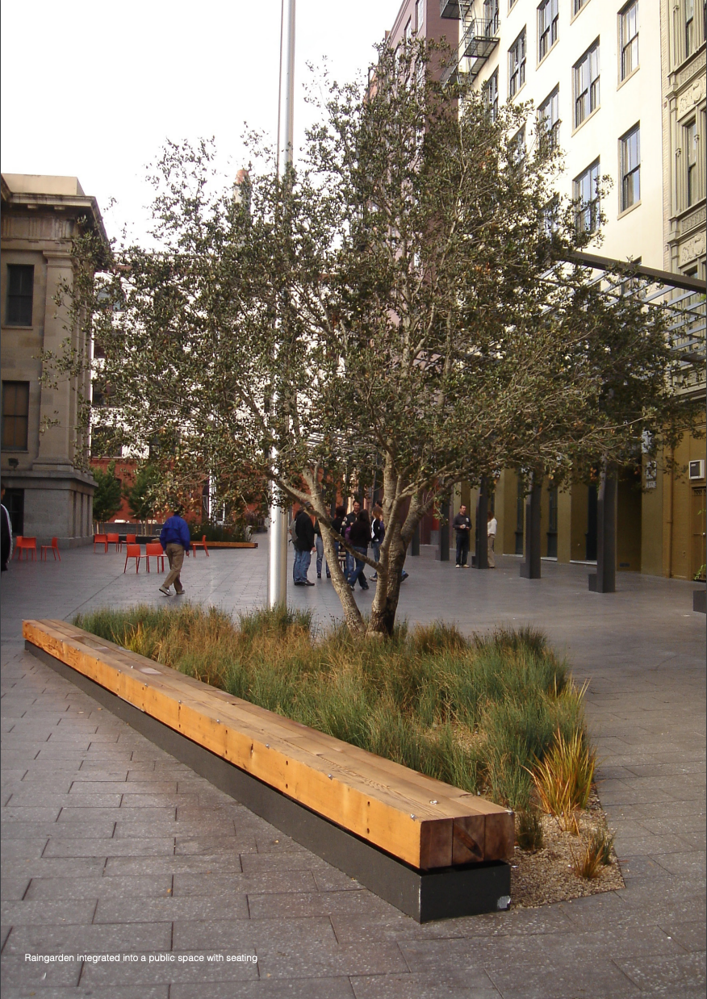 Raingarden integrated into a public space with seating